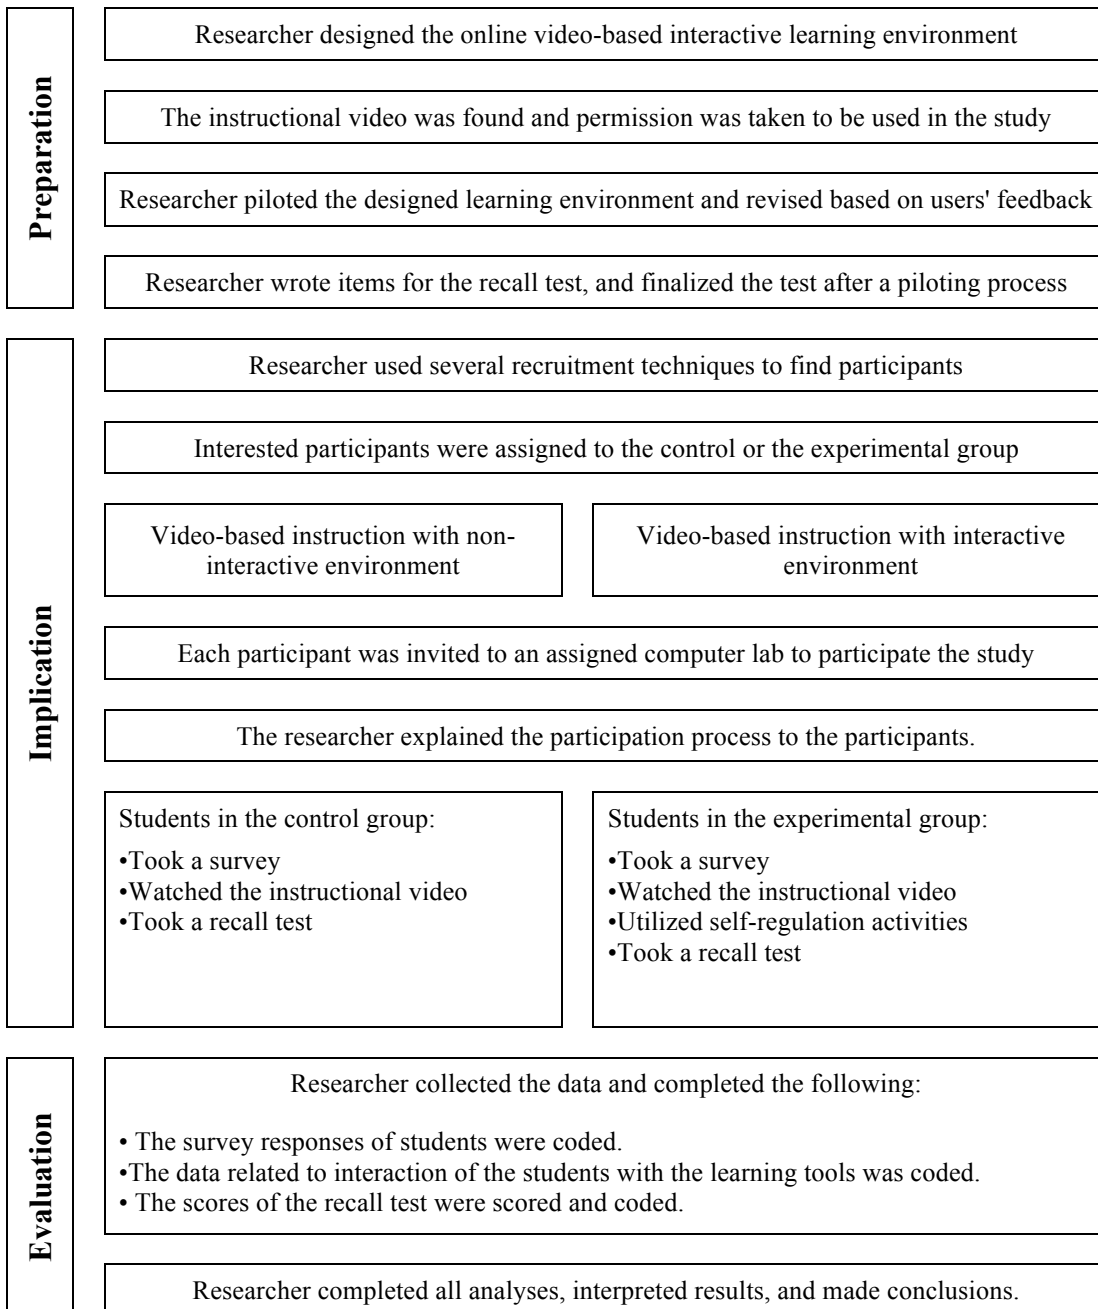 Preparation
Researcher designed the online video-based interactive learning environment
The instructional video was found and permission was taken to be used in the study
Researcher piloted the designed learning environment and revised based on users' feedback
Researcher wrote items for the recall test, and finalized the test after a piloting process
Implication
Researcher used several recruitment techniques to find participants
Interested participants were assigned to the control or the experimental group
Video-based instruction with non-
interactive environment
Video-based instruction with interactive
environment
Each participant was invited to an assigned computer lab to participate the study
The researcher explained the participation process to the participants.
Students in the control group:
•Took a survey
•Watched the instructional video
•Took a recall test
Students in the experimental group:
•Took a survey
•Watched the instructional video
•Utilized self-regulation activities
•Took a recall test
Evaluation
Researcher collected the data and completed the following:
• The survey responses of students were coded.
•The data related to interaction of the students with the learning tools was coded.
• The scores of the recall test were scored and coded.
Researcher completed all analyses, interpreted results, and made conclusions.